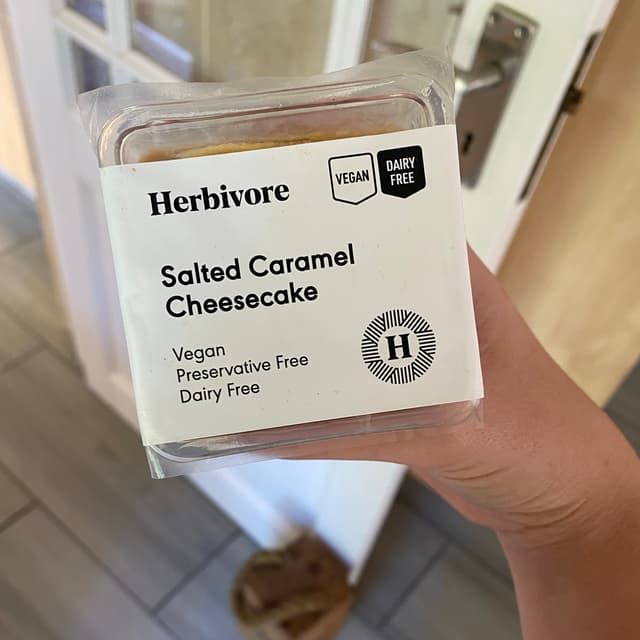 Herbivore
VEGAN
DAIRY
FREE
Salted Caramel
Cheesecake
Vegan
Preservative Free
Dairy Free
H